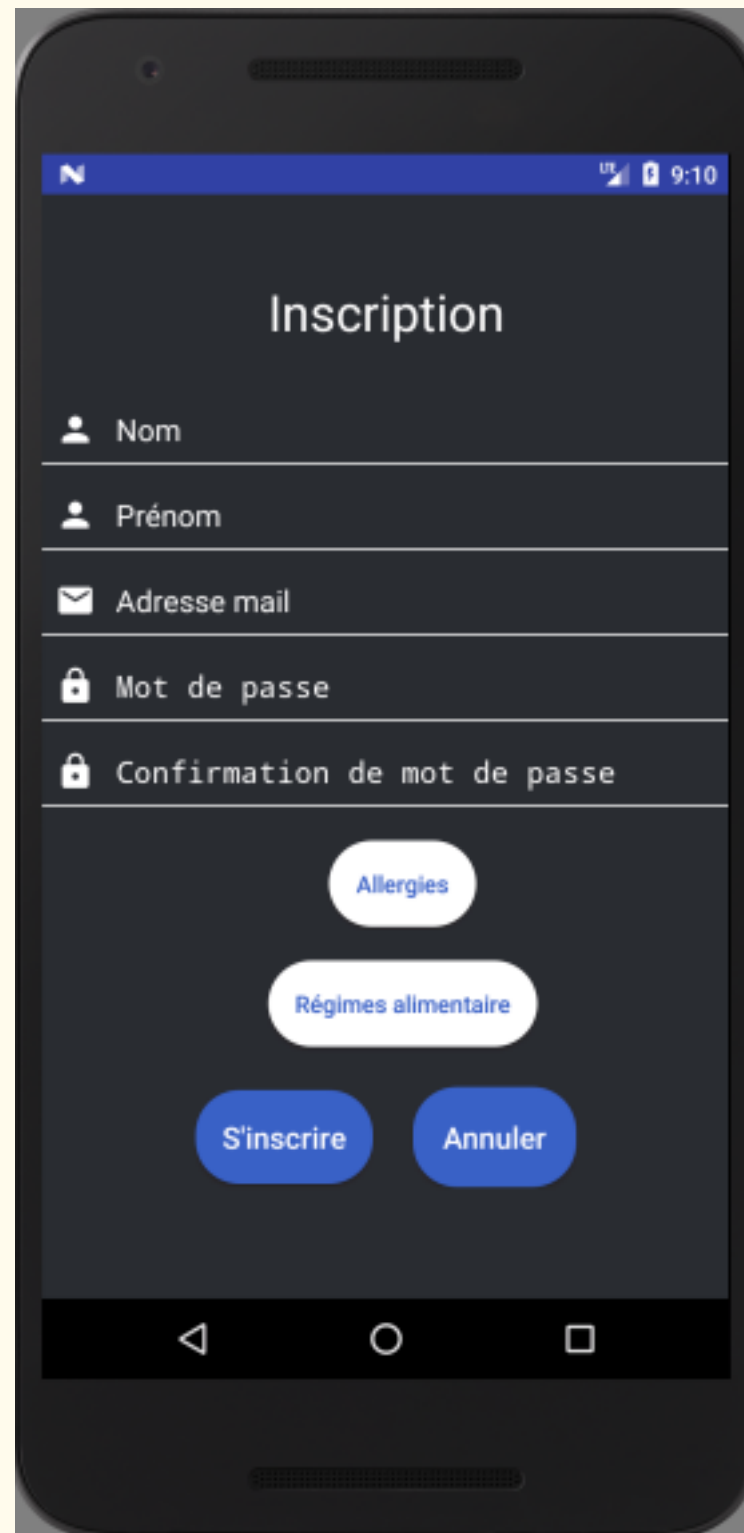 LTE 9:10
Inscription
Nom
Prénom
Adresse mail
Mot de passe
Confirmation de mot de passe
Allergies
Régimes alimentaire
S'inscrire Annuler